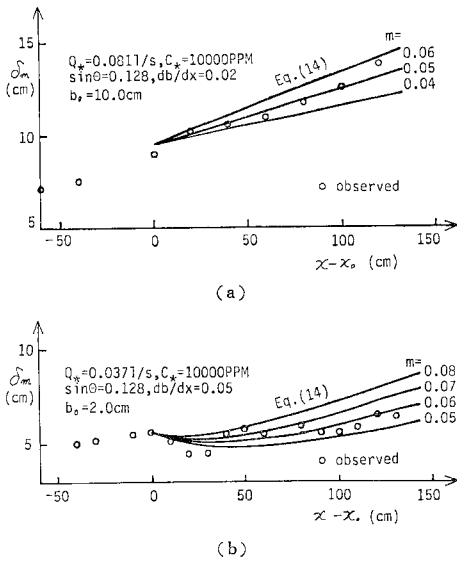 (a)
15
10
5
δm
(cm)
Q*=0.081l/s,C*=10000PPM
sinθ=0.128,db/dx=0.02
b₀=10.0cm
Eq.(14)
m=
0.06
0.05
0.04
○ observed
-50
0
50
100
150
x-x₀ (cm)
(a)
10
5
δm
(cm)
Q*=0.037l/s,C*=10000PPM
sinθ=0.128,db/dx=0.05
b₀=2.0cm
Eq.(14)
m=
0.08
0.07
0.06
0.05
○ observed
-50
0
50
100
150
x-x₀ (cm)
(b)